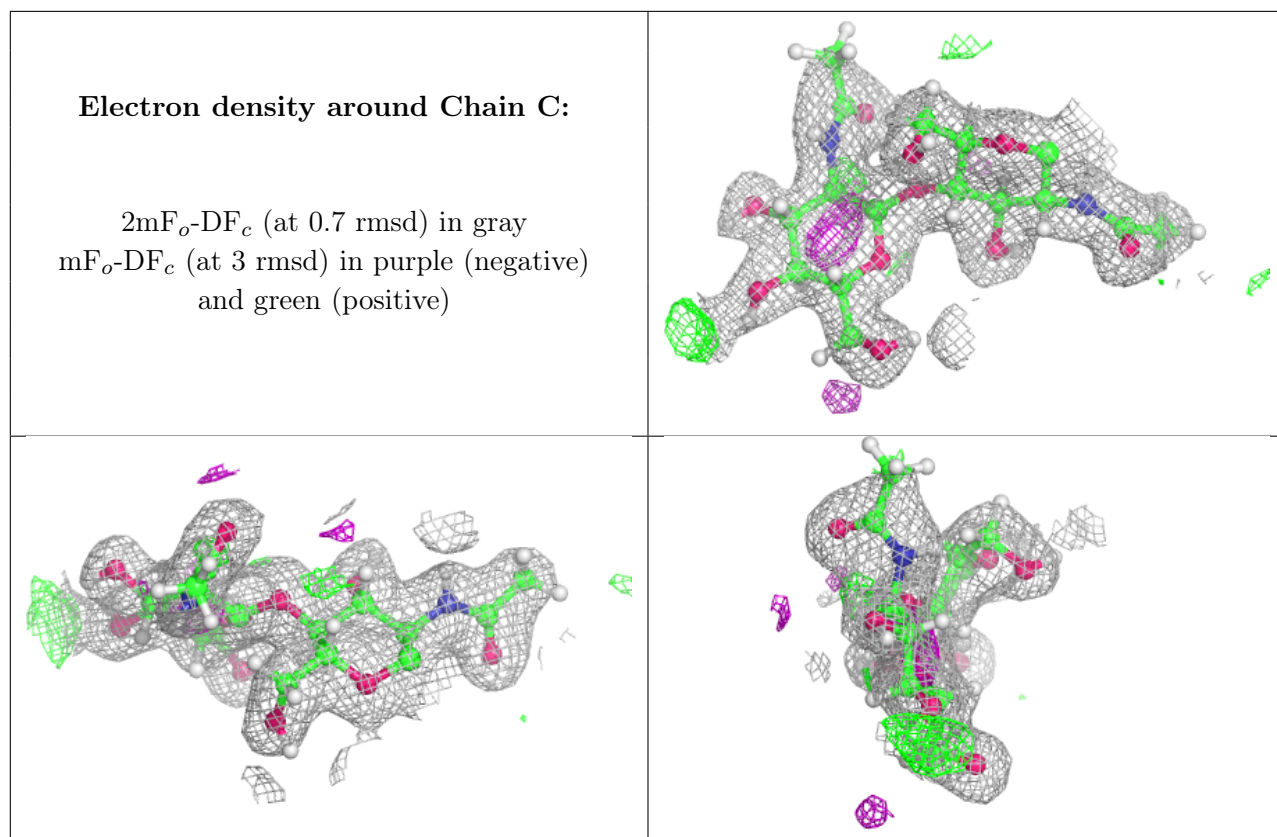 Electron density around Chain C:
2mFo-DFc (at 0.7 rmsd) in gray
mFo-DFc (at 3 rmsd) in purple (negative)
and green (positive)